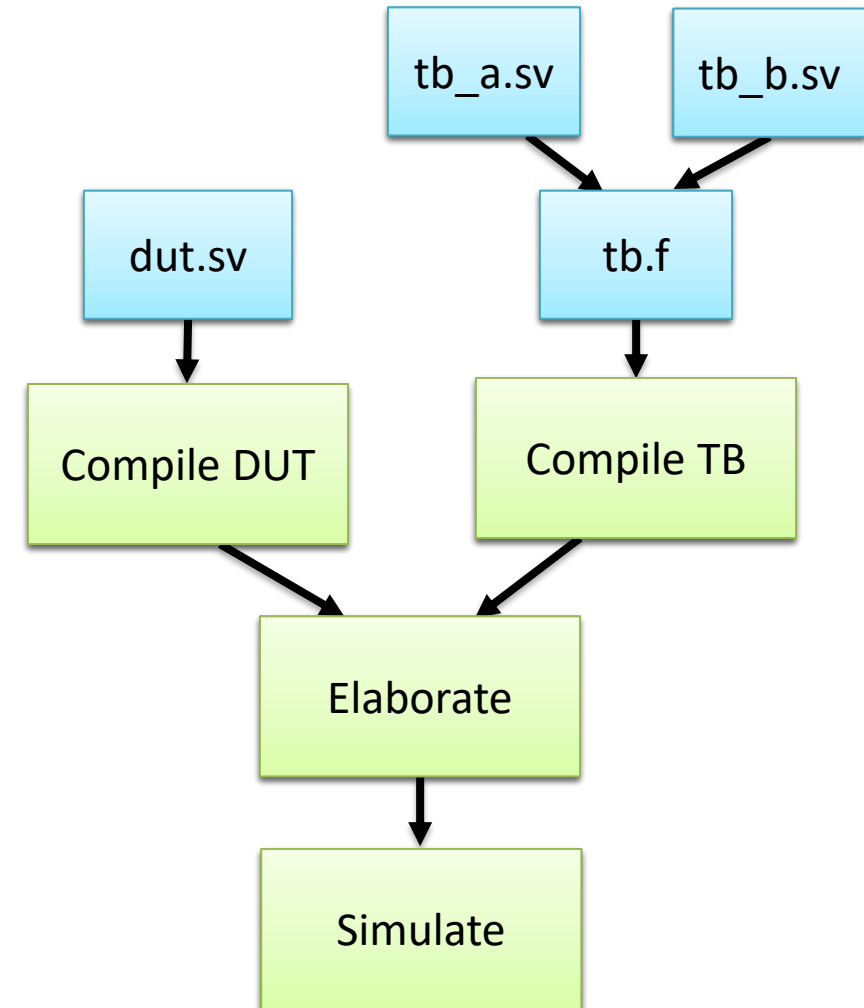 tb_a.sv
tb_b.sv
dut.sv
tb.f
Compile DUT
Compile TB
Elaborate
Simulate